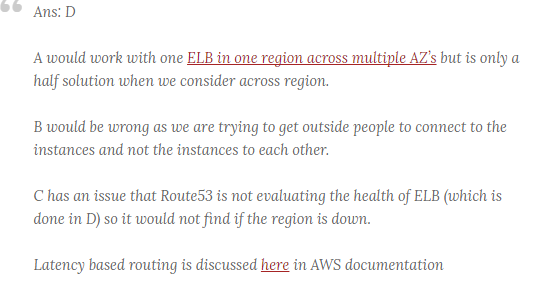 Ans: D
A would work with one ELB in one region across multiple AZ's but is only a
half solution when we consider across region.
B would be wrong as we are trying to get outside people to connect to the
instances and not the instances to each other.
C has an issue that Route53 is not evaluating the health of ELB (which is
done in D) so it would not find if the region is down.
Latency based routing is discussed here in AWS documentation